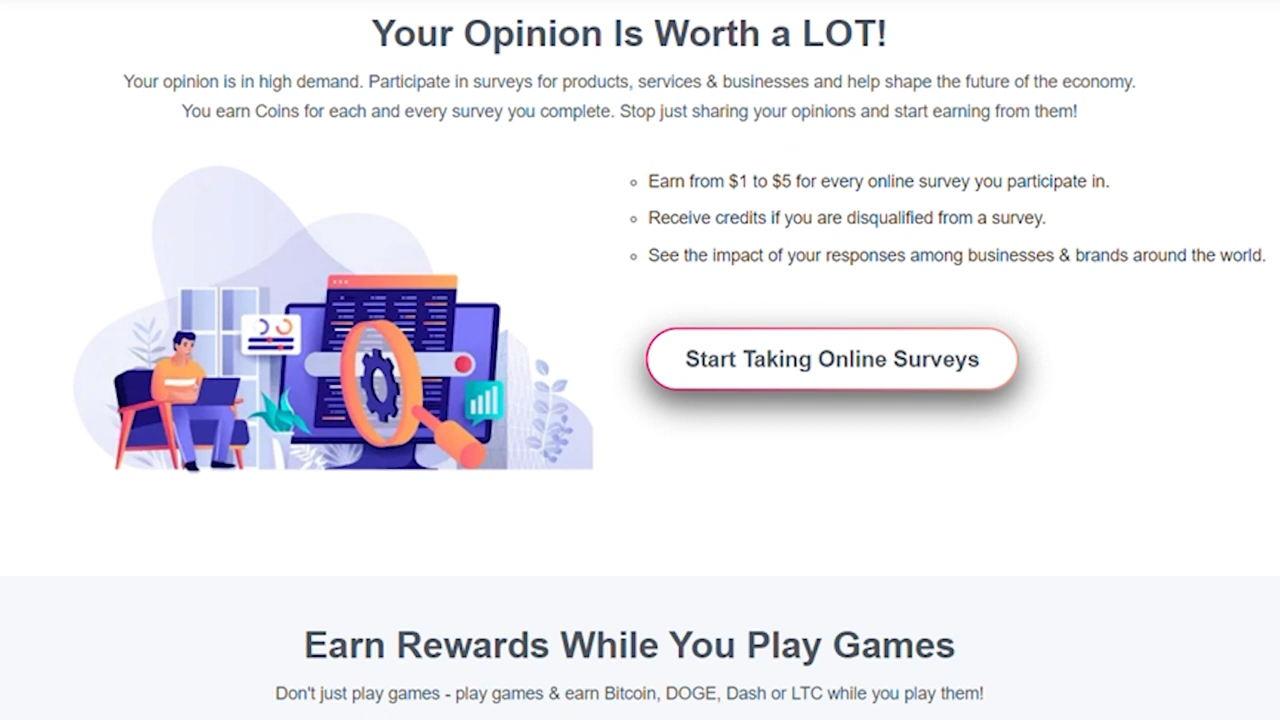 Your Opinion Is Worth a LOT!
Your opinion is in high demand. Participate in surveys for products, services & businesses and help shape the future of the economy.
You earn Coins for each and every survey you complete. Stop just sharing your opinions and start earning from them!
Earn from $1 to $5 for every online survey you participate in.
Receive credits if you are disqualified from a survey.
See the impact of your responses among businesses & brands around the world.
Start Taking Online Surveys
Earn Rewards While You Play Games
Don't just play games - play games & earn Bitcoin, DOGE, Dash or LTC while you play them!